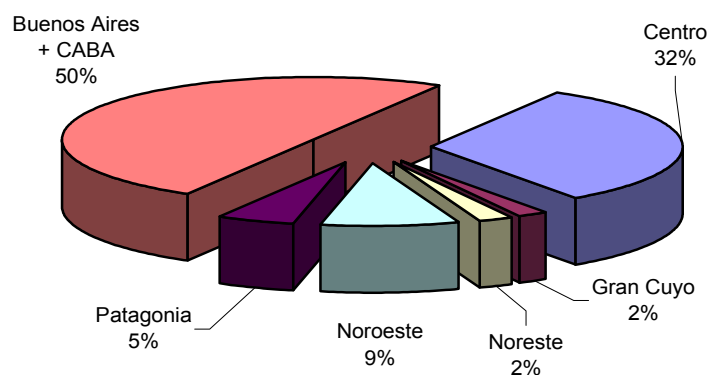 Buenos Aires
+ CABA
50%
Centro
32%
Gran Cuyo
2%
Noreste
2%
Noroeste
9%
Patagonia
5%